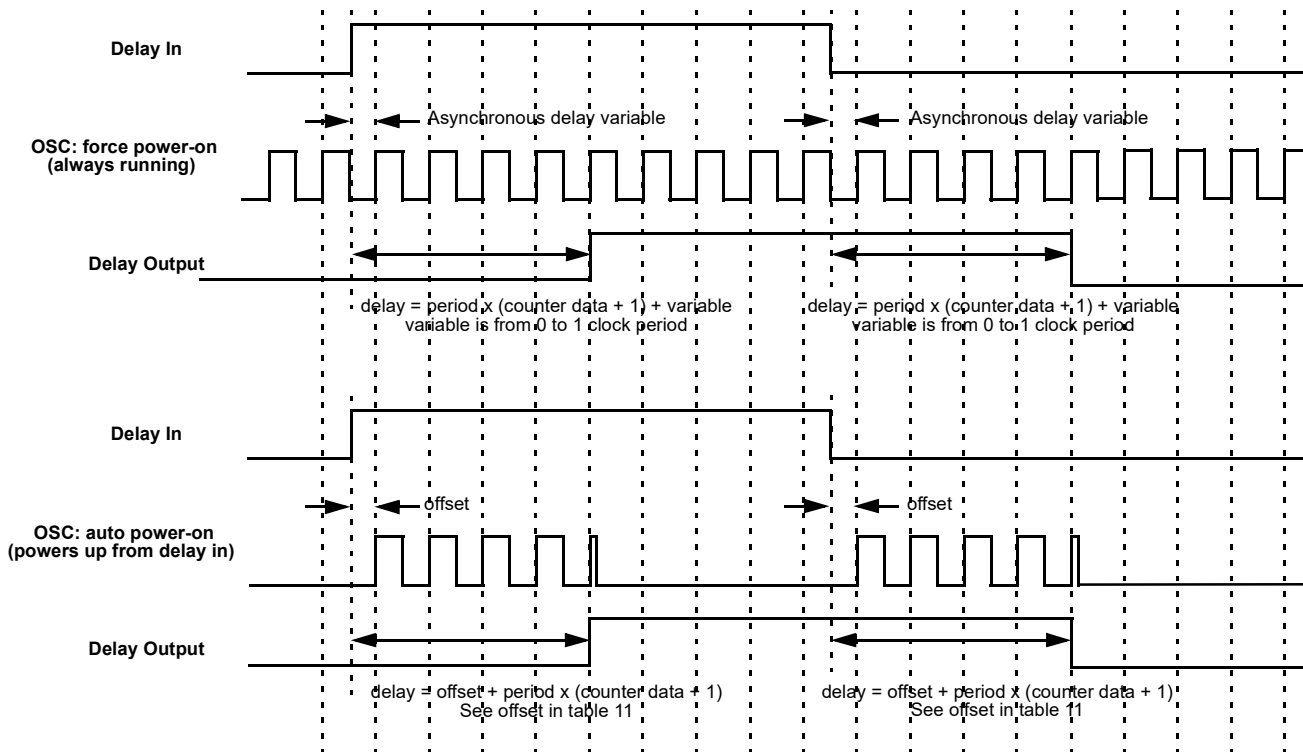 Delay In
Asynchronous delay variable
Asynchronous delay variable
OSC: force power-on
(always running)
Delay Output
delay = period x (counter data + 1) + variable
variable is from 0 to 1 clock period
delay = period x (counter data + 1) + variable
variable is from 0 to 1 clock period
Delay In
offset
offset
OSC: auto power-on
(powers up from delay in)
Delay Output
delay = offset + period x (counter data + 1)
See offset in table 11
delay = offset + period x (counter data + 1)
See offset in table 11